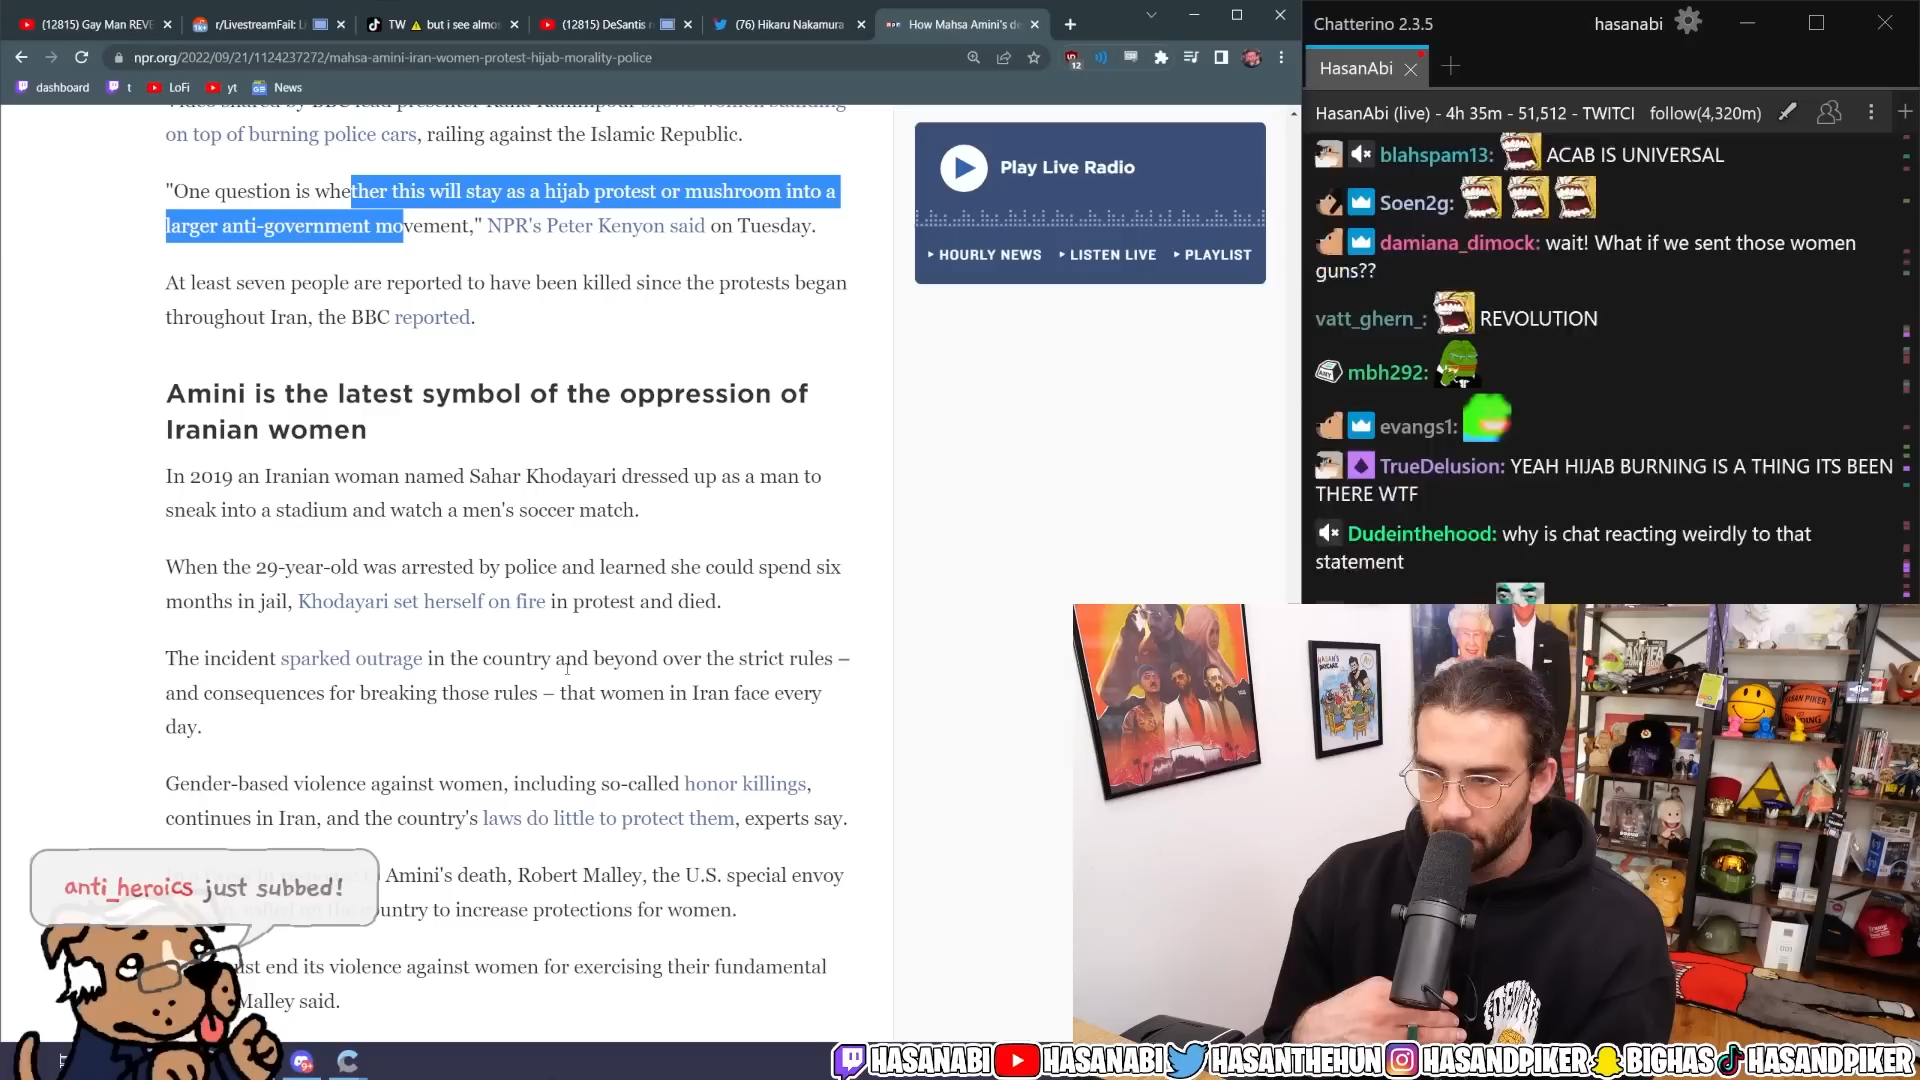 (12815) Gay Man REVE
r/LivestreamFail:
TW ⚠ but i see almo
(12815) DeSantis r
(76) Hikaru Nakamura
How Mahsa Amini's de
npr.org/2022/09/21/1124237272/mahsa-amini-iran-women-protest-hijab-morality-police
12
dashboard
t
LoFi
yt
News
on top of burning police cars, railing against the Islamic Republic.
"One question is whether this will stay as a hijab protest or mushroom into a
larger anti-government movement," NPR's Peter Kenyon said on Tuesday.
At least seven people are reported to have been killed since the protests began
throughout Iran, the BBC reported.
Amini is the latest symbol of the oppression of
Iranian women
In 2019 an Iranian woman named Sahar Khodayari dressed up as a man to
sneak into a stadium and watch a men's soccer match.
When the 29-year-old was arrested by police and learned she could spend six
months in jail, Khodayari set herself on fire in protest and died.
The incident sparked outrage in the country and beyond over the strict rules –
and consequences for breaking those rules – that women in Iran face every
day.
Gender-based violence against women, including so-called honor killings,
continues in Iran, and the country's laws do little to protect them, experts say.
Amini's death, Robert Malley, the U.S. special envoy
untry to increase protections for women.
ust end its violence against women for exercising their fundamental
Malley said.
anti_heroics just subbed!
Play Live Radio
HOURLY NEWS
LISTEN LIVE
PLAYLIST
Chatterino 2.3.5
hasanabi
HasanAbi
HasanAbi (live) - 4h 35m - 51,512 - TWITCI
follow(4,320m)
blahspam13: ACAB IS UNIVERSAL
Soen2g:
damiana_dimock: wait! What if we sent those women
guns??
vatt_ghern_: REVOLUTION
mbh292:
evangs1:
TrueDelusion: YEAH HIJAB BURNING IS A THING ITS BEEN
THERE WTF
Dudeinthehood: why is chat reacting weirdly to that
statement
HASANABI
HASANABI
HASANTHEHUN
HASANDPIKER
BIGHAS
HASANDPIKER